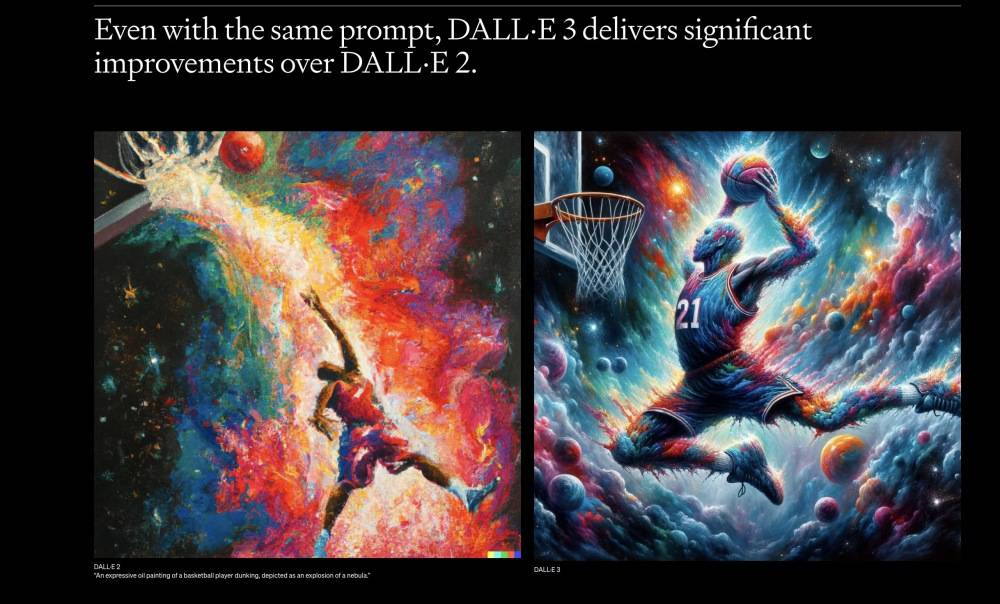 Even with the same prompt, DALL·E 3 delivers significant
improvements over DALL·E 2.
21
DALL·E 2
"An expressive oil painting of a basketball player dunking, depicted as an explosion of a nebula."
DALL·E 3